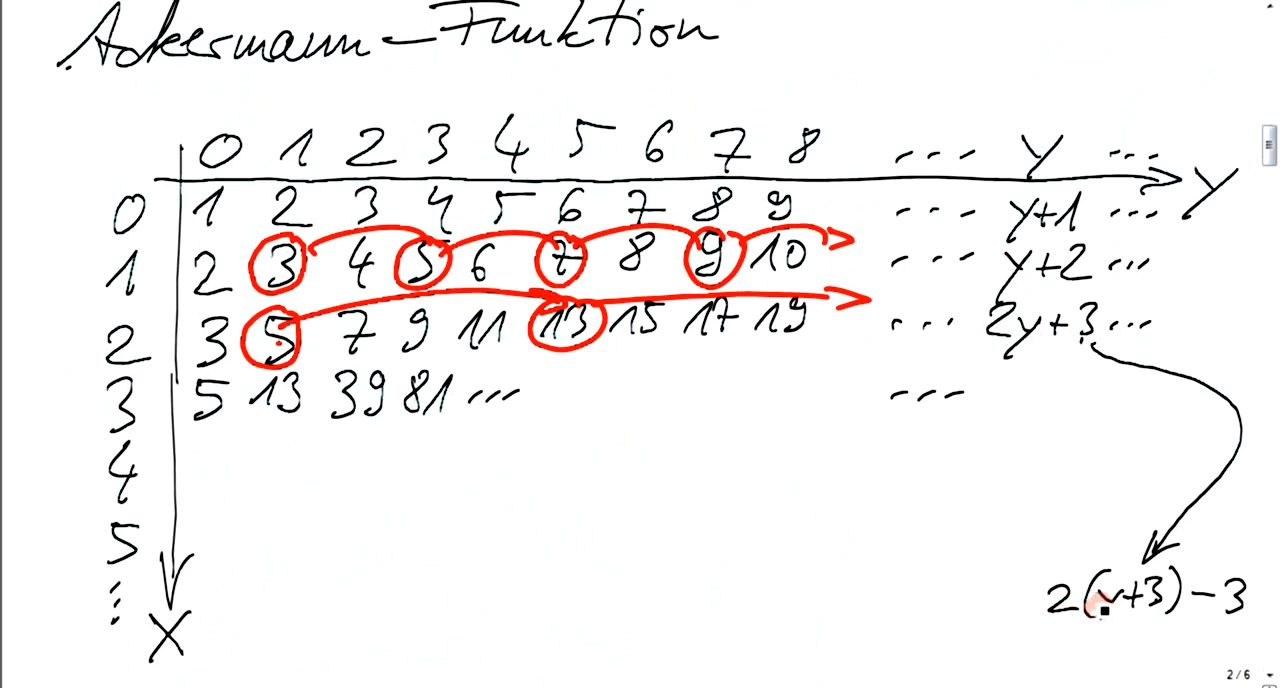 Ackermann-Funktion
0 1 2 3 4 5 6 7 8 ... y ... y
0 1 2 3 4 5 6 7 8 9 ... y+1 ...
1 2 3 4 5 6 7 8 9 10 ... y+2 ...
2 3 5 7 9 11 13 15 17 19 ... 2y+3 ...
3 5 13 39 81 ... ...
4
5
⋮
x
2(y+3)-3
2/6